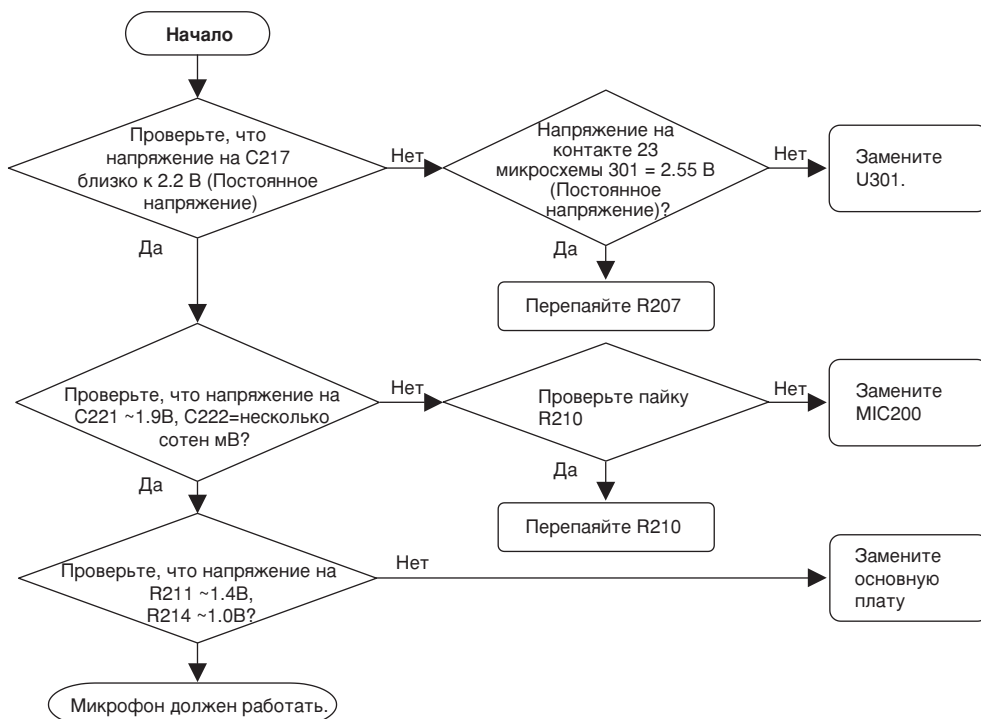 Начало
Проверьте, что
напряжение на C217
близко к 2.2 В (Постоянное
напряжение)
Нет
Напряжение на
контакте 23
микросхемы 301 = 2.55 В
(Постоянное
напряжение)?
Нет
Замените
U301.
Да
Да
Перепаяйте R207
Проверьте, что напряжение на
C221 ~1.9В, C222=несколько
сотен мВ?
Нет
Проверьте пайку
R210
Нет
Замените
MIC200
Да
Да
Перепаяйте R210
Проверьте, что напряжение на
R211 ~1.4В,
R214 ~1.0В?
Нет
Замените
основную
плату
Микрофон должен работать.